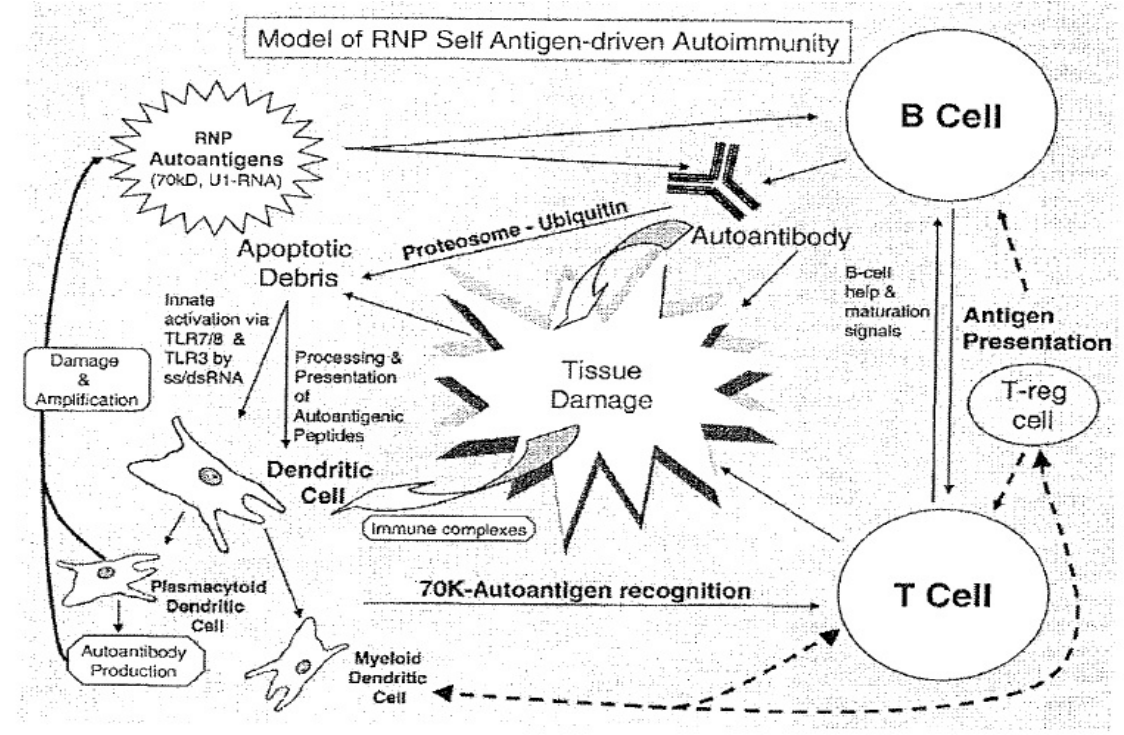 Model of RNP Self Antigen-driven Autoimmunity
B Cell
RNP
Autoantigens
(70kD, U1-RNA)
Proteosome - Ubiquitin
Autoantibody
Apoptotic
Debris
Innate
activation via
TLR7/8 &
TLR3 by
ss/dsRNA
Processing &
Presentation
of
Autoantigenic
Peptides
Damage
&
Amplification
Tissue
Damage
B-cell
help &
maturation
signals
Antigen
Presentation
T-reg
cell
Dendritic
Cell
Immune complexes
Plasmacytoid
Dendritic
Cell
Autoantibody
Production
70K-Autoantigen recognition
T Cell
Myeloid
Dendritic
Cell